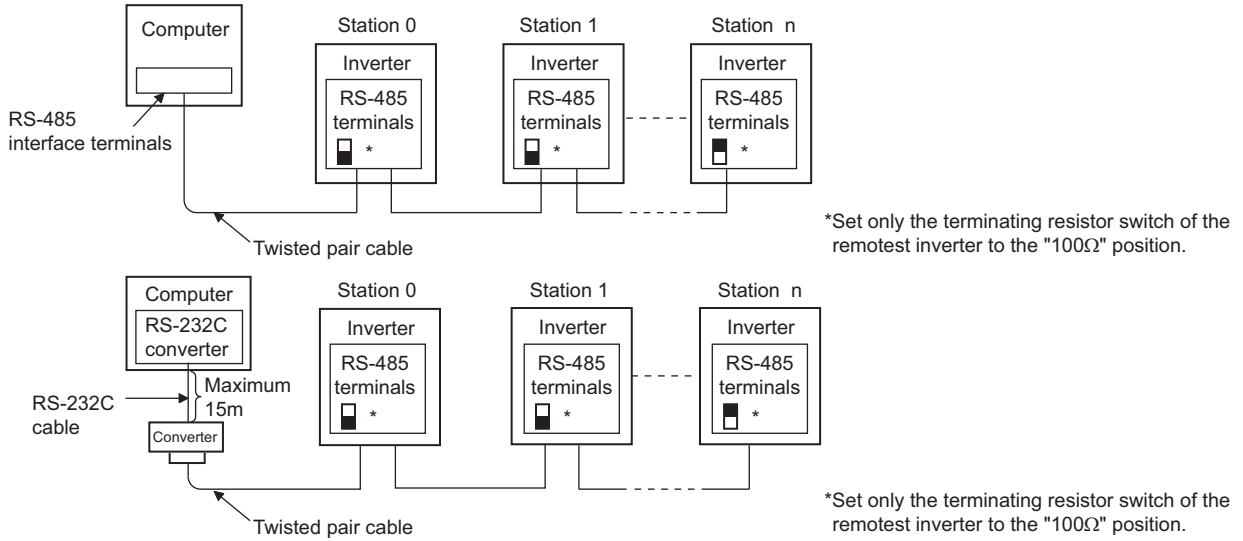 Computer
Station 0
Station 1
Station n
Inverter
Inverter
Inverter
RS-485
terminals
*
RS-485
terminals
*
RS-485
terminals
*
RS-485
interface terminals
Twisted pair cable
*Set only the terminating resistor switch of the
remotest inverter to the "100Ω" position.
Computer
RS-232C
converter
Station 0
Station 1
Station n
Inverter
Inverter
Inverter
RS-485
terminals
*
RS-485
terminals
*
RS-485
terminals
*
Maximum
15m
RS-232C
cable
Converter
Twisted pair cable
*Set only the terminating resistor switch of the
remotest inverter to the "100Ω" position.